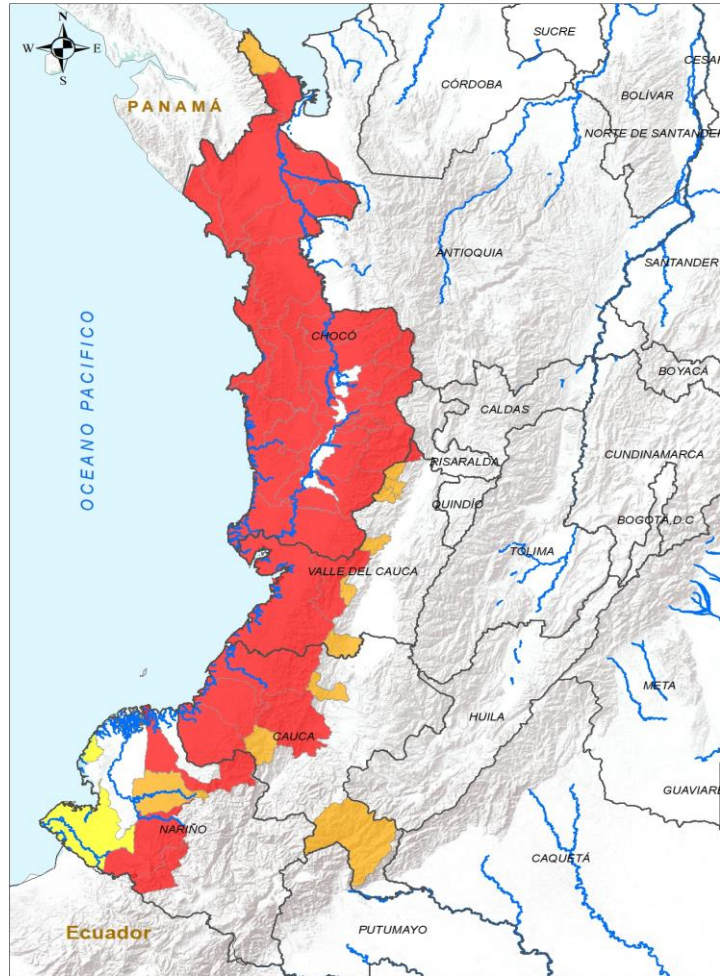 N
W E
S
SUCRE
CESAR
CÓRDOBA
BOLÍVAR
PANAMÁ
NORTE DE SANTANDER
ANTIOQUIA
SANTANDER
OCEANO PACIFICO
CHOCÓ
BOYACÁ
CALDAS
CUNDINAMARCA
RISARALDA
QUINDÍO
BOGOTÁ, D.C
TOLIMA
VALLE DEL CAUCA
META
HUILA
CAUCA
GUAVIARE
NARIÑO
CAQUETÁ
Ecuador
PUTUMAYO